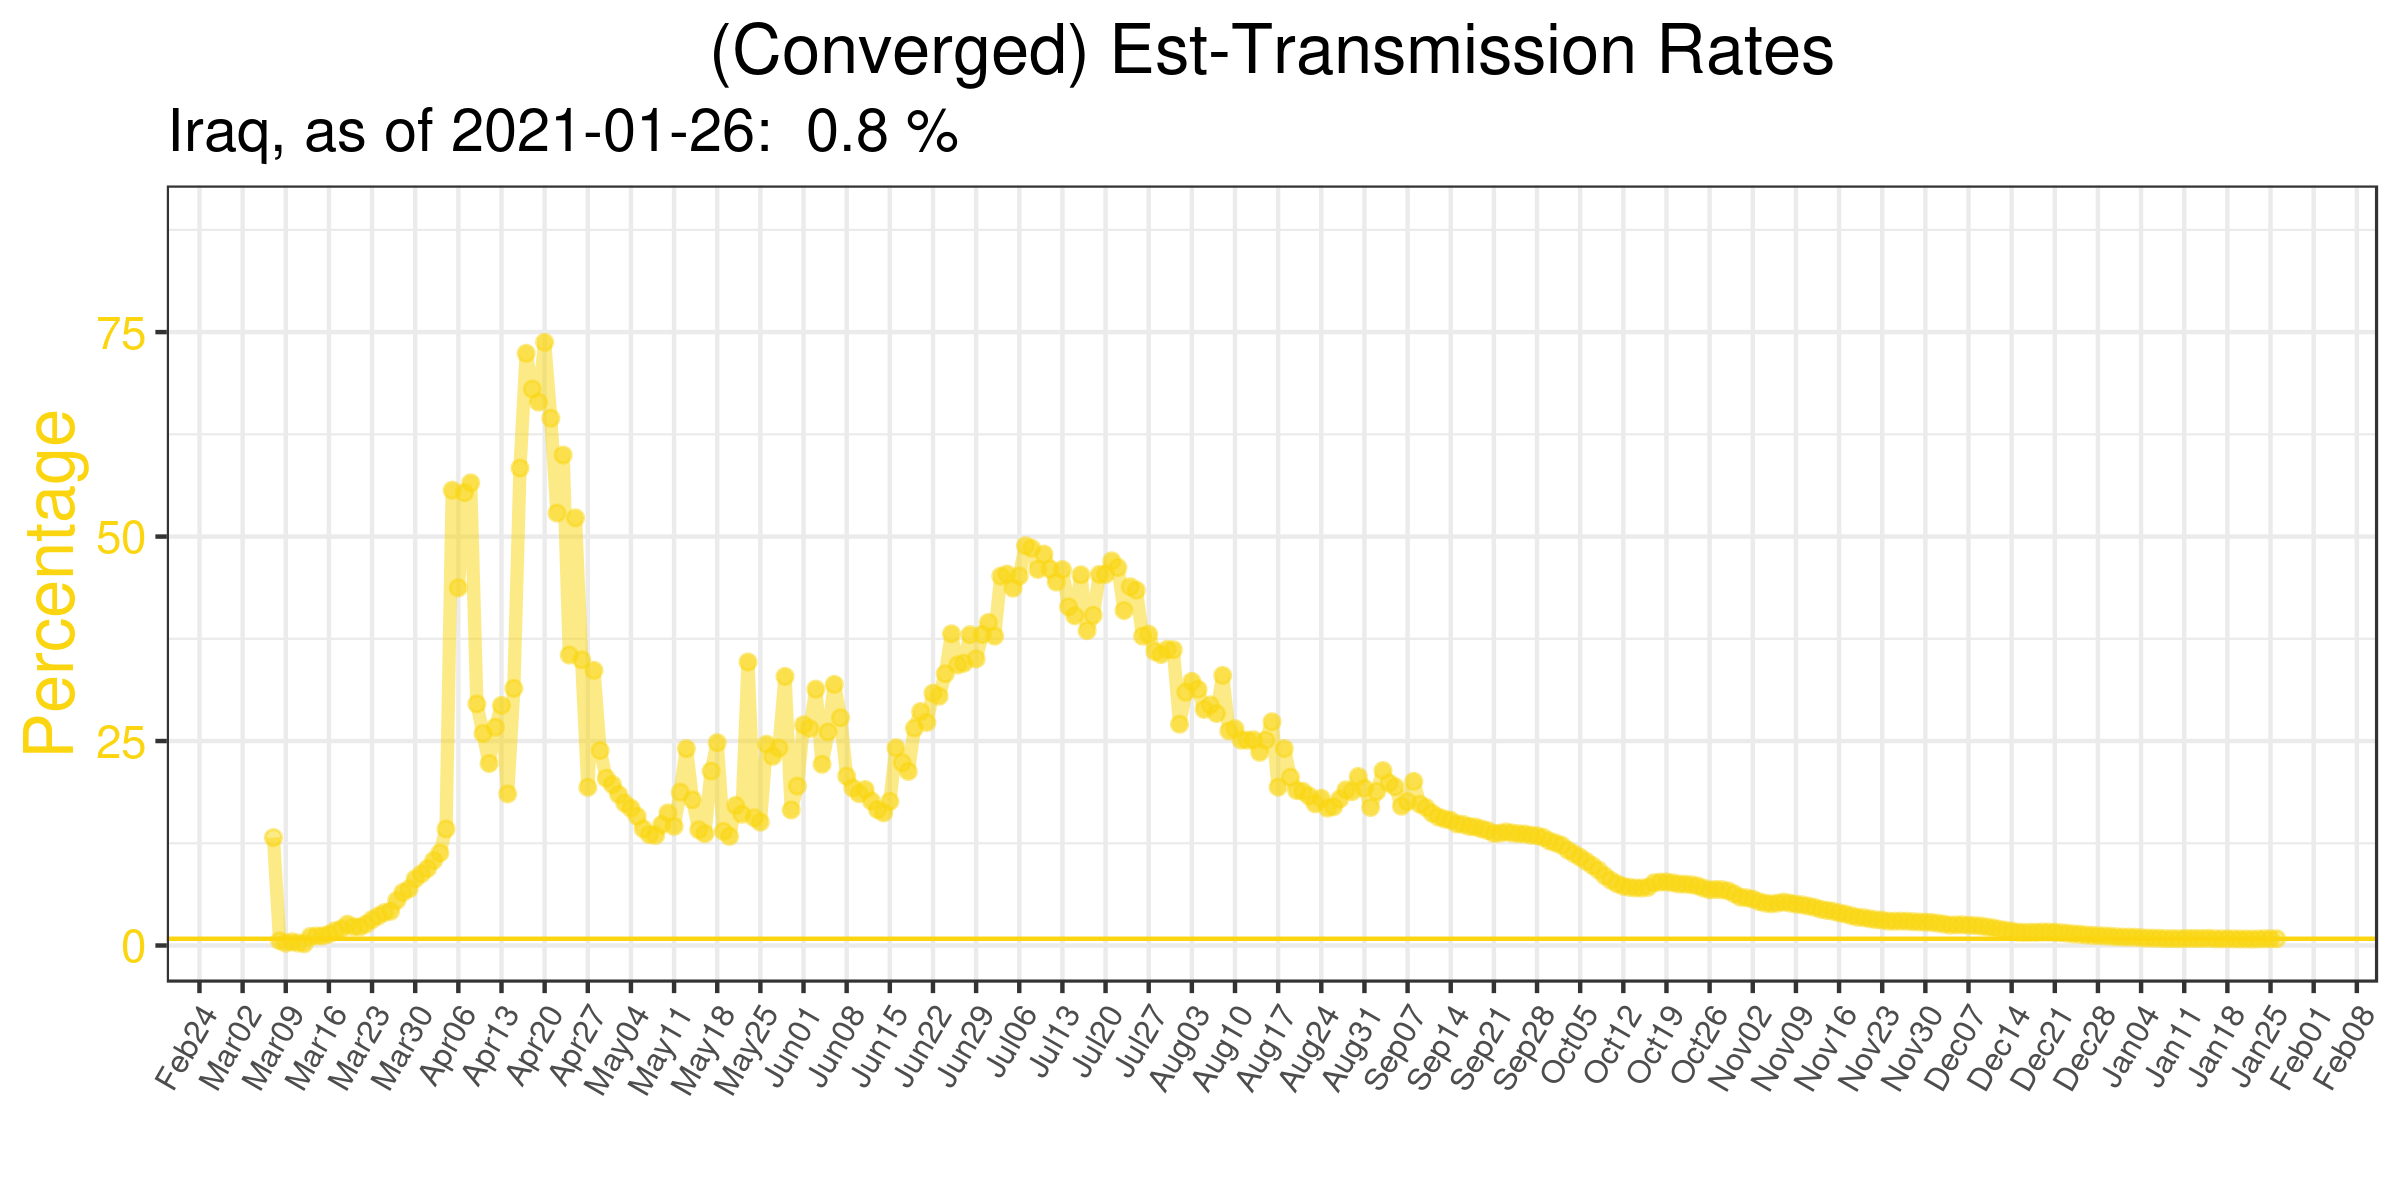 (Converged) Est-Transmission Rates
Iraq, as of 2021-01-26:  0.8 %
Percentage
75
50
25
0
Feb24
Mar02
Mar09
Mar16
Mar23
Mar30
Apr06
Apr13
Apr20
Apr27
May04
May11
May18
May25
Jun01
Jun08
Jun15
Jun22
Jun29
Jul06
Jul13
Jul20
Jul27
Aug03
Aug10
Aug17
Aug24
Aug31
Sep07
Sep14
Sep21
Sep28
Oct05
Oct12
Oct19
Oct26
Nov02
Nov09
Nov16
Nov23
Nov30
Dec07
Dec14
Dec21
Dec28
Jan04
Jan11
Jan18
Jan25
Feb01
Feb08